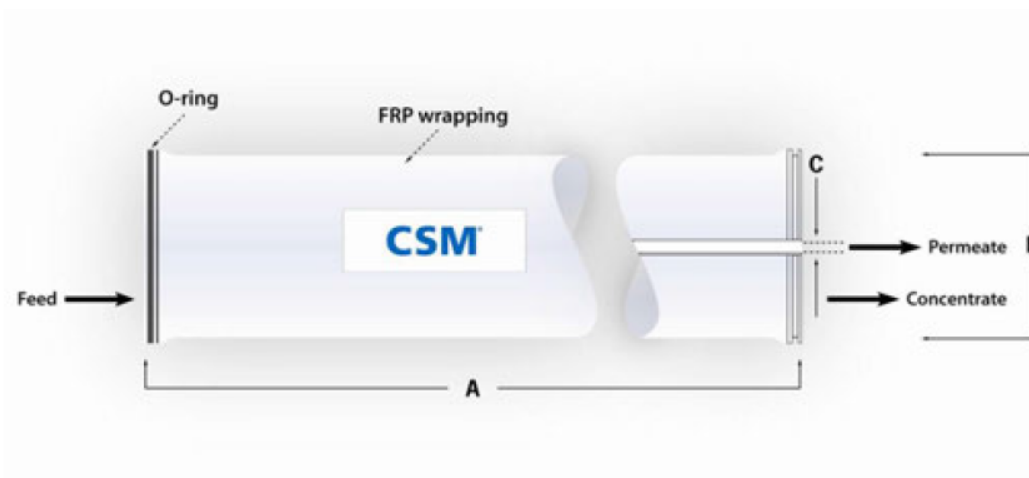 O-ring
FRP wrapping
C
CSM®
Permeate
Feed
Concentrate
A